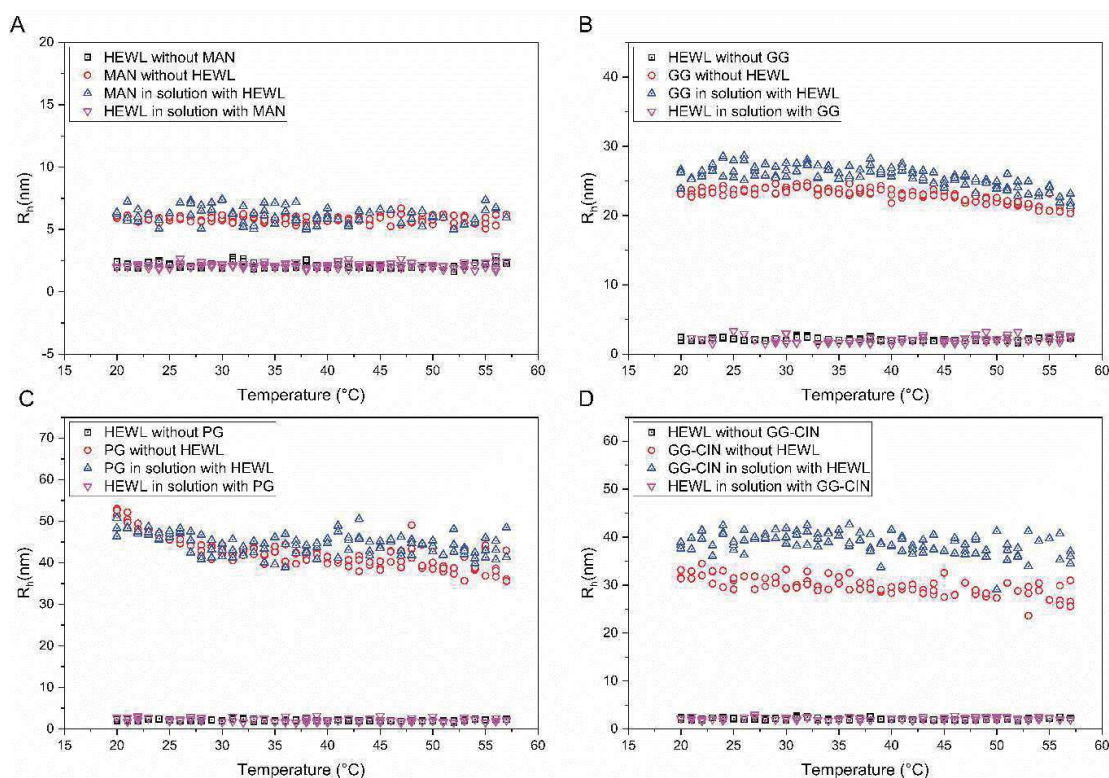 A
20
15
10
5
0
-5
R_h(nm)
HEWL without MAN
MAN without HEWL
MAN in solution with HEWL
HEWL in solution with MAN
15 20 25 30 35 40 45 50 55 60
Temperature (°C)
B
40
30
20
10
0
R_h(nm)
HEWL without GG
GG without HEWL
GG in solution with HEWL
HEWL in solution with GG
15 20 25 30 35 40 45 50 55 60
Temperature (°C)
C
70
60
50
40
30
20
10
0
R_h(nm)
HEWL without PG
PG without HEWL
PG in solution with HEWL
HEWL in solution with PG
15 20 25 30 35 40 45 50 55 60
Temperature (°C)
D
60
50
40
30
20
10
0
R_h(nm)
HEWL without GG-CIN
GG-CIN without HEWL
GG-CIN in solution with HEWL
HEWL in solution with GG-CIN
15 20 25 30 35 40 45 50 55 60
Temperature (°C)